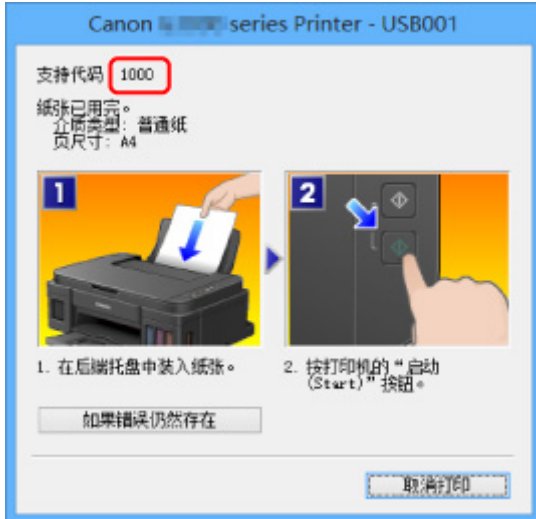 Canon series Printer - USB001
支持代码 1000
纸张已用完。
介质类型: 普通纸
页尺寸: A4
1
2
1. 在后端托盘中装入纸张。
2. 按打印机的“启动
(Start)”按钮。
如果错误仍然存在
取消打印